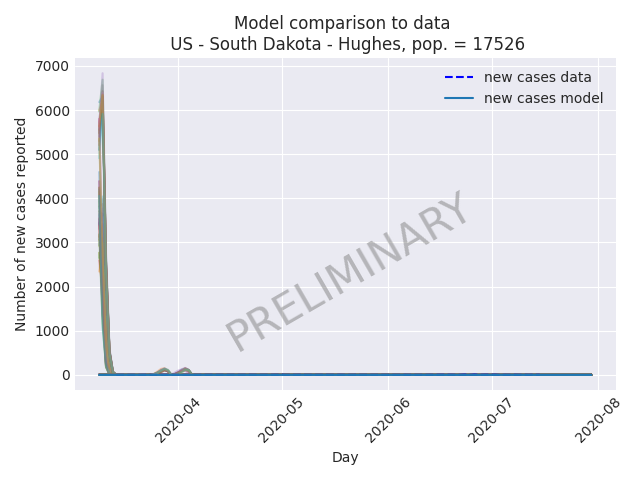 Model comparison to data
US - South Dakota - Hughes, pop. = 17526
7000
6000
5000
4000
3000
2000
1000
0
Number of new cases reported
new cases data
new cases model
PRELIMINARY
2020-04
2020-05
2020-06
2020-07
2020-08
Day